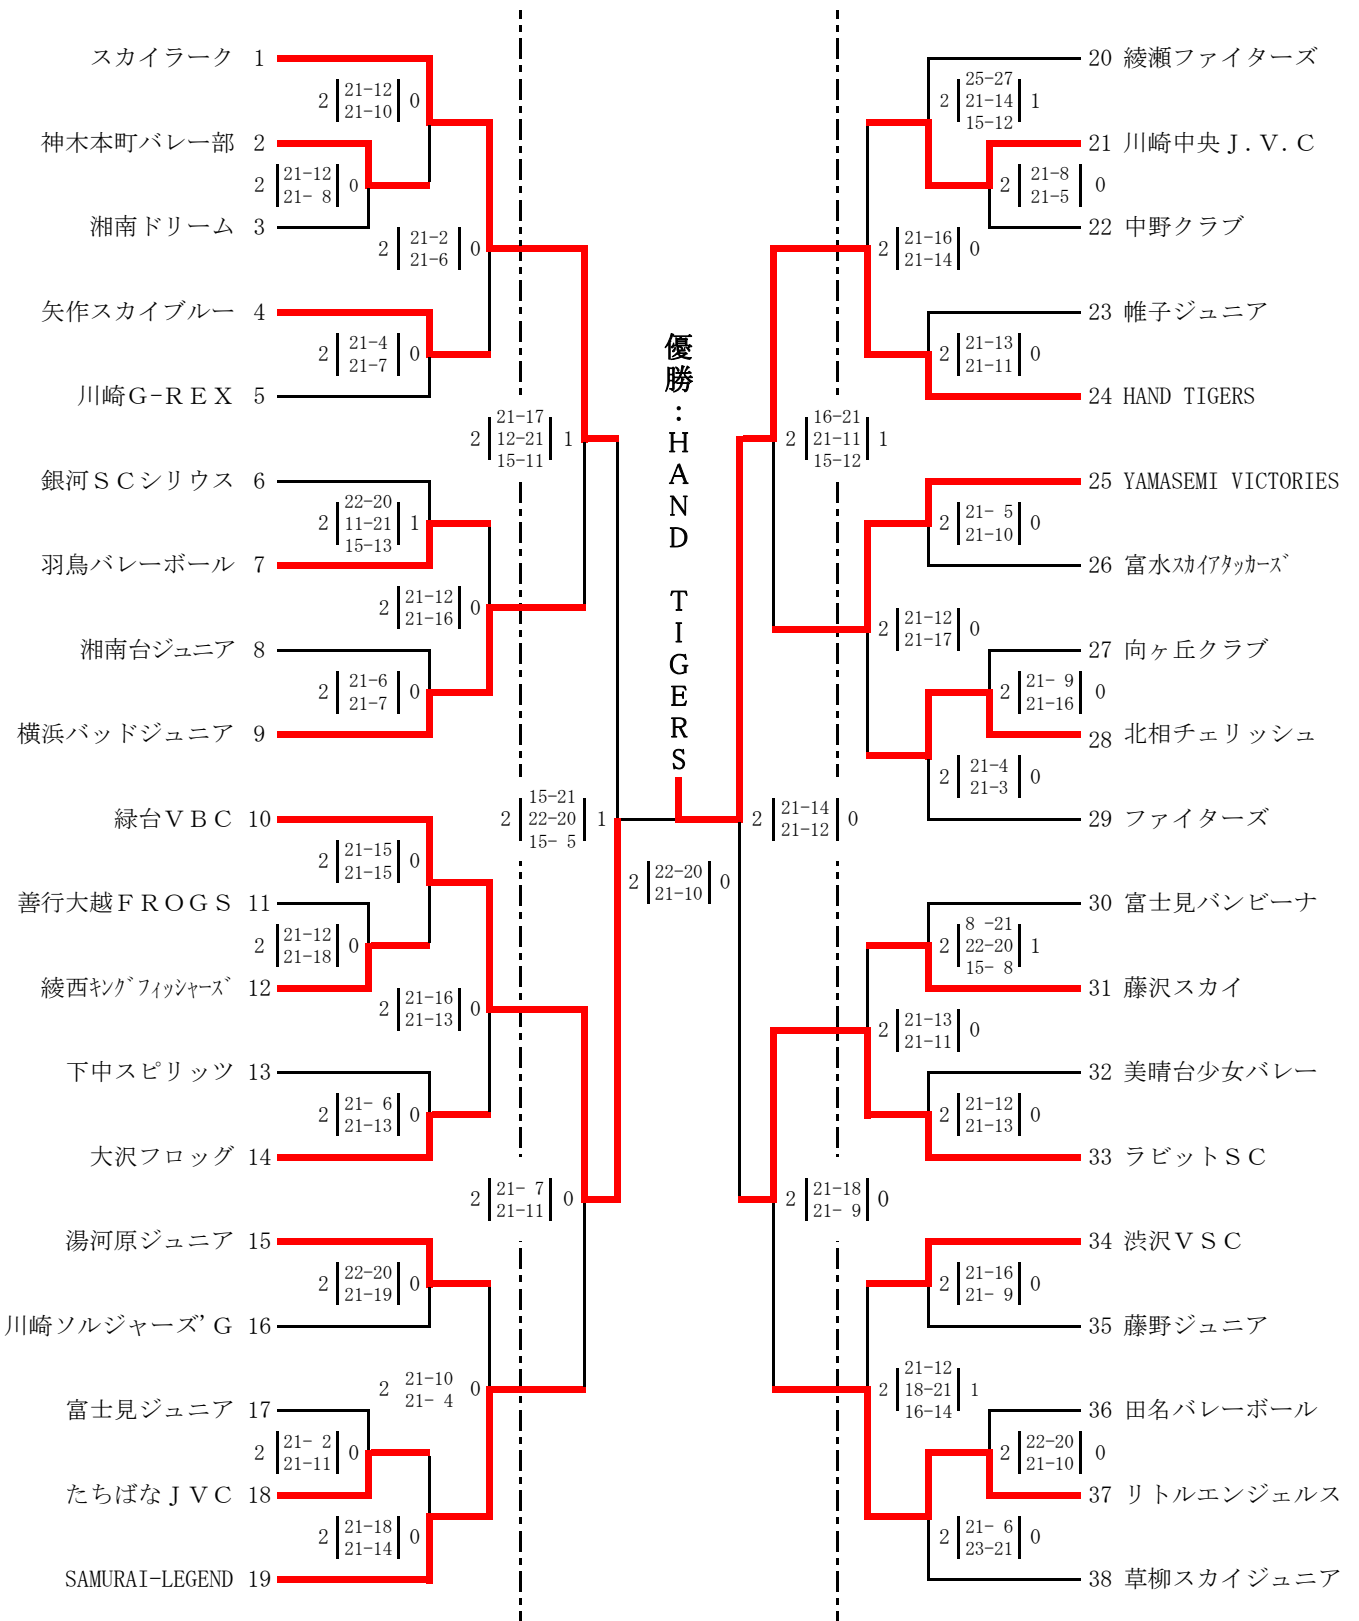 スカイラーク 1
2 21-12 0
21-10
神木本町バレー部 2
2 21-12 0
21- 8
湘南ドリーム 3
2 21-2 0
21-6
矢作スカイブルー 4
2 21-4 0
21-7
川崎G-REX 5
2 21-17 1
12-21
15-11
銀河SCシリウス 6
2 22-20 1
11-21
15-13
羽鳥バレーボール 7
2 21-12 0
21-16
湘南台ジュニア 8
2 21-6 0
21-7
横浜バッドジュニア 9
2 15-21 1
22-20
15- 5
緑台VBC 10
2 21-15 0
21-15
善行大越FROGS 11
2 21-12 0
21-18
綾西キングフィッシャーズ 12
2 21-16 0
21-13
下中スピリッツ 13
2 21- 6 0
21-13
大沢フロッグ 14
2 21- 7 0
21-11
湯河原ジュニア 15
2 22-20 0
21-19
川崎ソルジャーズ'G 16
2 21-10 0
21- 4
富士見ジュニア 17
2 21- 2 0
21-11
たちばなJVC 18
2 21-18 0
21-14
SAMURAI-LEGEND 19
優勝:HAND TIGERS
2 22-20 0
21-10
20 綾瀬ファイターズ
2 25-27 1
21-14
15-12
21 川崎中央J.V.C
2 21-8 0
21-5
22 中野クラブ
2 21-16 0
21-14
23 帷子ジュニア
2 21-13 0
21-11
24 HAND TIGERS
2 16-21 1
21-11
15-12
25 YAMASEMI VICTORIES
2 21- 5 0
21-10
26 富水スカイアタッカーズ
2 21-12 0
21-17
27 向ヶ丘クラブ
2 21- 9 0
21-16
28 北相チェリッシュ
2 21-4 0
21-3
29 ファイターズ
2 21-14 0
21-12
30 富士見バンビーナ
2 8 -21 1
22-20
15- 8
31 藤沢スカイ
2 21-13 0
21-11
32 美晴台少女バレー
2 21-12 0
21-13
33 ラビットSC
2 21-18 0
21- 9
34 渋沢VSC
2 21-16 0
21- 9
35 藤野ジュニア
2 21-12 1
18-21
16-14
36 田名バレーボール
2 22-20 0
21-10
37 リトルエンジェルス
2 21- 6 0
23-21
38 草柳スカイジュニア